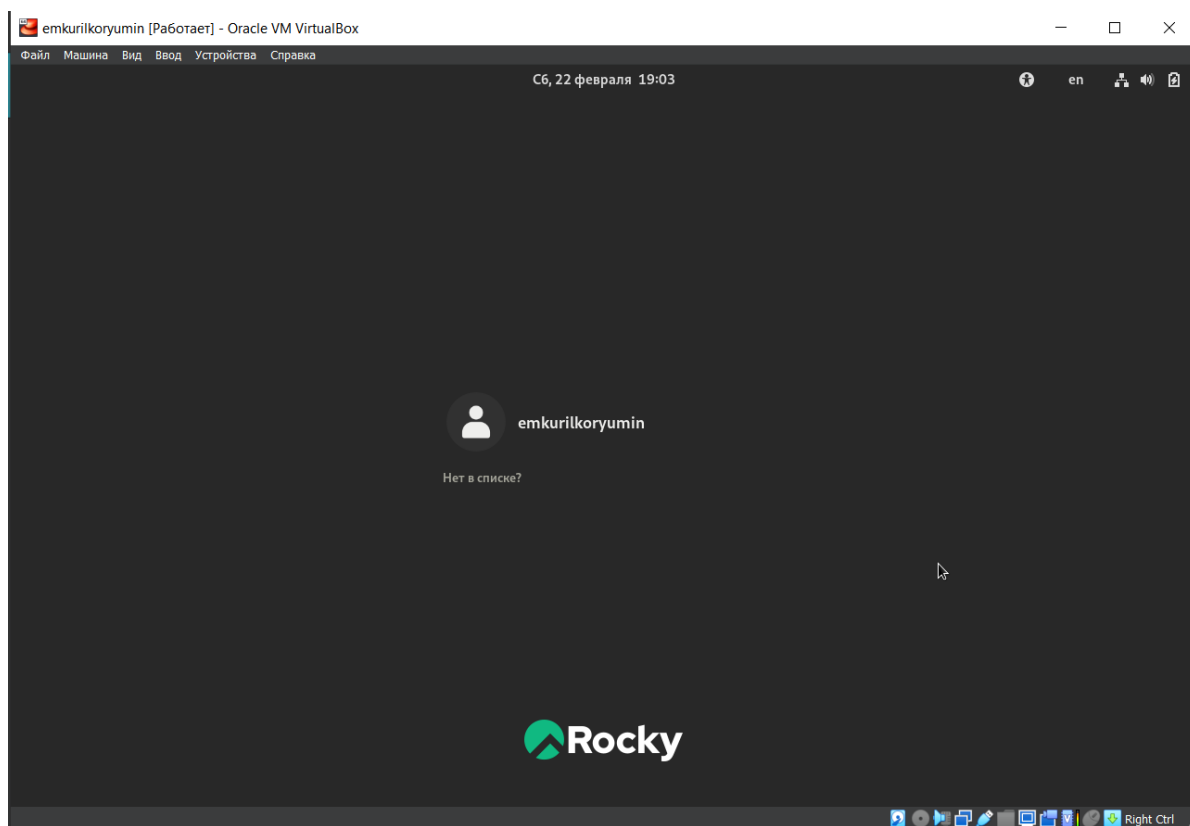 emkurilkoryumin [Работает] - Oracle VM VirtualBox
Файл Машина Вид Ввод Устройства Справка
Сб, 22 февраля 19:03 en
emkurilkoryumin
Нет в списке?
Rocky
Right Ctrl